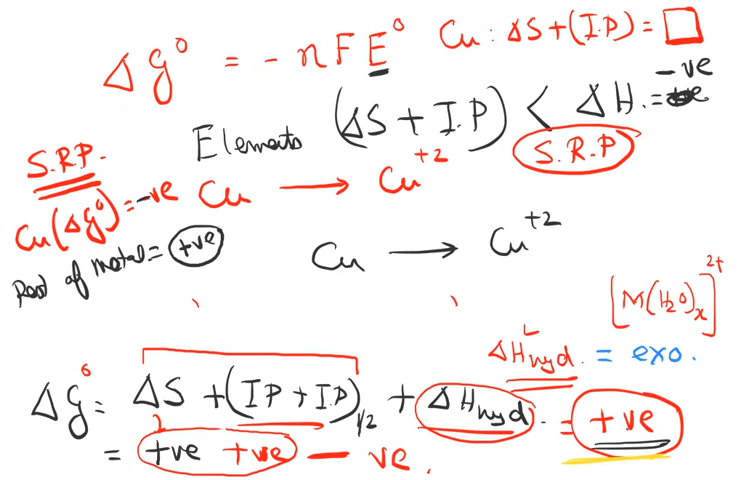 ΔG° = - nFE° Cu : ΔS + (I.P) = □
Elements (ΔS + I.P) < ΔH. = -ve
S.R.P. S.R.P
Cu (ΔG°) = -ve Cu → Cu+2
Rest of metal = +ve Cu → Cu+2
[M(H2O)x]2+
ΔHhyd. = exo.
ΔG° = ΔS + (IP + IP)1/2 + ΔHhyd. = +ve
= +ve +ve - ve.